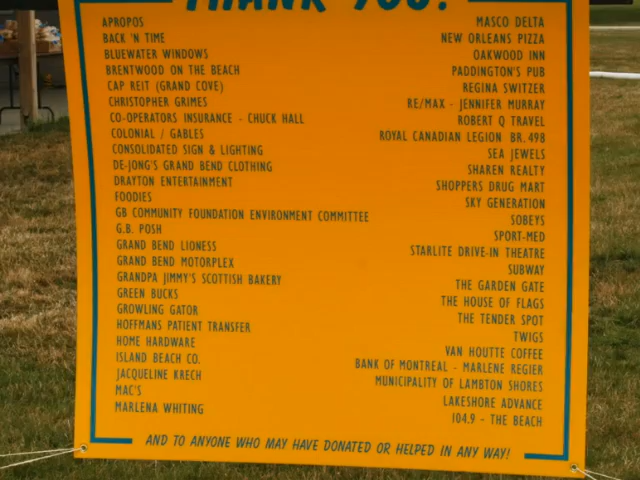 THANK YOU!
APROPOS
BACK 'N TIME
BLUEWATER WINDOWS
BRENTWOOD ON THE BEACH
CAP REIT (GRAND COVE)
CHRISTOPHER GRIMES
CO-OPERATORS INSURANCE - CHUCK HALL
COLONIAL / GABLES
CONSOLIDATED SIGN & LIGHTING
DE-JONG'S GRAND BEND CLOTHING
DRAYTON ENTERTAINMENT
FOODIES
GB COMMUNITY FOUNDATION ENVIRONMENT COMMITTEE
G.B. POSH
GRAND BEND LIONESS
GRAND BEND MOTORPLEX
GRANDPA JIMMY'S SCOTTISH BAKERY
GREEN BUCKS
GROWLING GATOR
HOFFMANS PATIENT TRANSFER
HOME HARDWARE
ISLAND BEACH CO.
JACQUELINE KRECH
MAC'S
MARLENA WHITING
MASCO DELTA
NEW ORLEANS PIZZA
OAKWOOD INN
PADDINGTON'S PUB
REGINA SWITZER
RE/MAX - JENNIFER MURRAY
ROBERT Q TRAVEL
ROYAL CANADIAN LEGION BR. 498
SEA JEWELS
SHAREN REALTY
SHOPPERS DRUG MART
SKY GENERATION
SOBEYS
SPORT-MED
STARLITE DRIVE-IN THEATRE
SUBWAY
THE GARDEN GATE
THE HOUSE OF FLAGS
THE TENDER SPOT
TWIGS
VAN HOUTTE COFFEE
BANK OF MONTREAL - MARLENE REGIER
MUNICIPALITY OF LAMBTON SHORES
LAKESHORE ADVANCE
104.9 - THE BEACH
AND TO ANYONE WHO MAY HAVE DONATED OR HELPED IN ANY WAY!